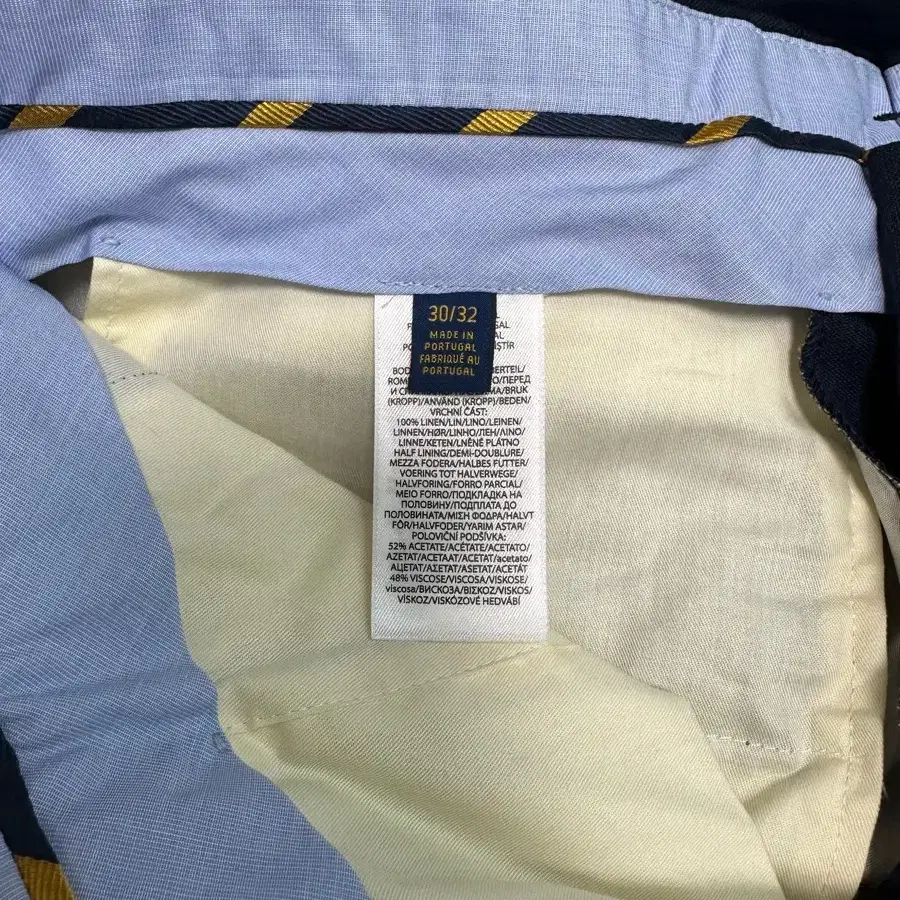 30/32
MADE IN
PORTUGAL
FABRIQUÉ AU
PORTUGAL
(KROPP)/ANVÄND (KROPP)/BEDEN/
VRCHNÍ ČÁST:
100% LINEN/LIN/LINO/LEINEN/
LINNEN/HØR/LINHO/ЛЕН/ΛΙΝΟ/
LINNE/KETEN/LNĚNÉ PLÁTNO
HALF LINING/DEMI-DOUBLURE/
MEZZA FODERA/HALBES FUTTER/
VOERING TOT HALVERWEGE/
HALVFORING/FORRO PARCIAL/
MEIO FORRO/ПОДКЛАДКА НА
ПОЛОВИНУ/ПОДПЛАТА ДО
ПОЛОВИНАТА/ΜΙΣΗ ΦΟΔΡΑ/HALVT
FÖR/HALVFODER/YARIM ASTAR/
POLOVIČNÍ PODŠÍVKA:
52% ACETATE/ACÉTATE/ACETATO/
AZETAT/ACETAAT/ACETAT/acetato/
АЦЕТАТ/ΑΣΕΤΑΤ/ASETAT/ACETÁT
48% VISCOSE/VISCOSA/VISKOSE/
viscosa/ВИСКОЗА/ΒΙΣΚΟΖ/VISKOS/
VİSKOZ/VISKÓZOVÉ HEDVÁBÍ